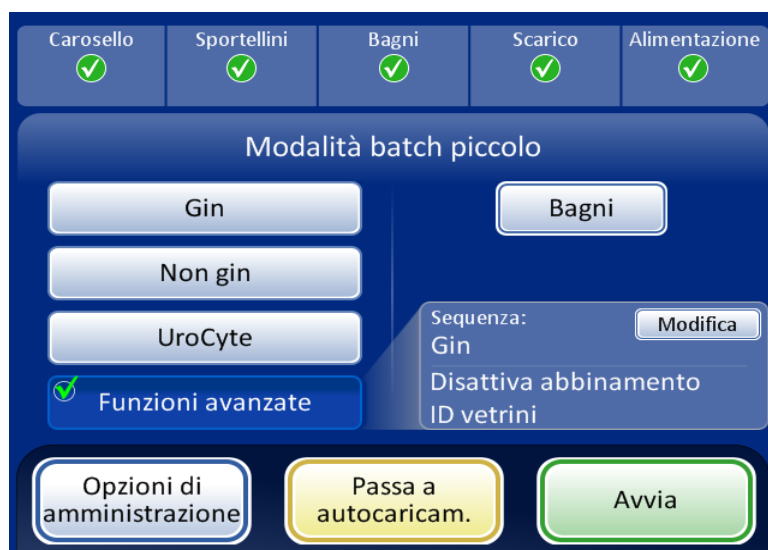 Carosello
Sportellini
Bagni
Scarico
Alimentazione
Modalità batch piccolo
Gin
Bagni
Non gin
UroCyte
Sequenza:
Modifica
Gin
Funzioni avanzate
Disattiva abbinamento
ID vetrini
Opzioni di
amministrazione
Passa a
autocaricam.
Avvia